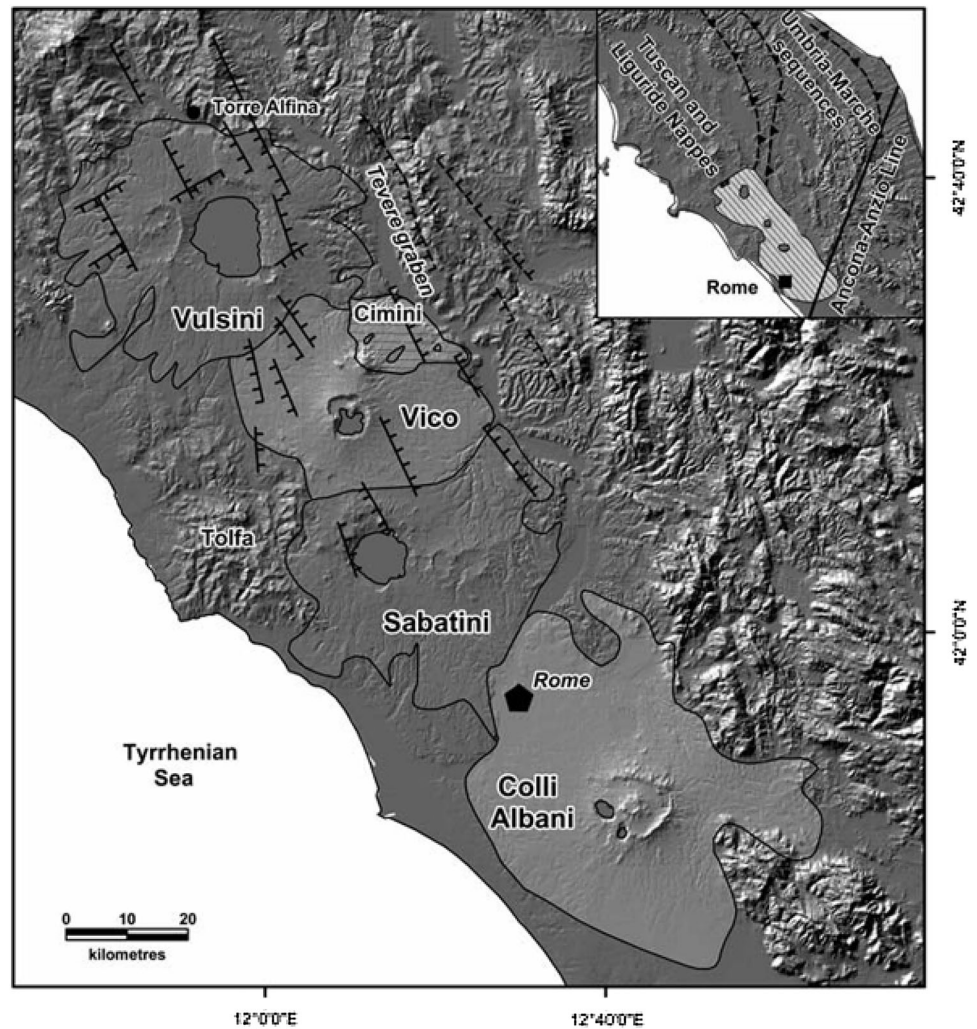 Torre Alfina
Tevere graben
Vulsini
Cimini
Vico
Tolfa
Sabatini
Rome
Tyrrhenian
Sea
Colli
Albani
0 10 20
kilometres
Tuscan and
Liguride Nappes
Umbria-Marche
sequences
Ancona-Anzio Line
Rome
42°40'0"N
42°0'0"N
12°0'0"E
12°40'0"E